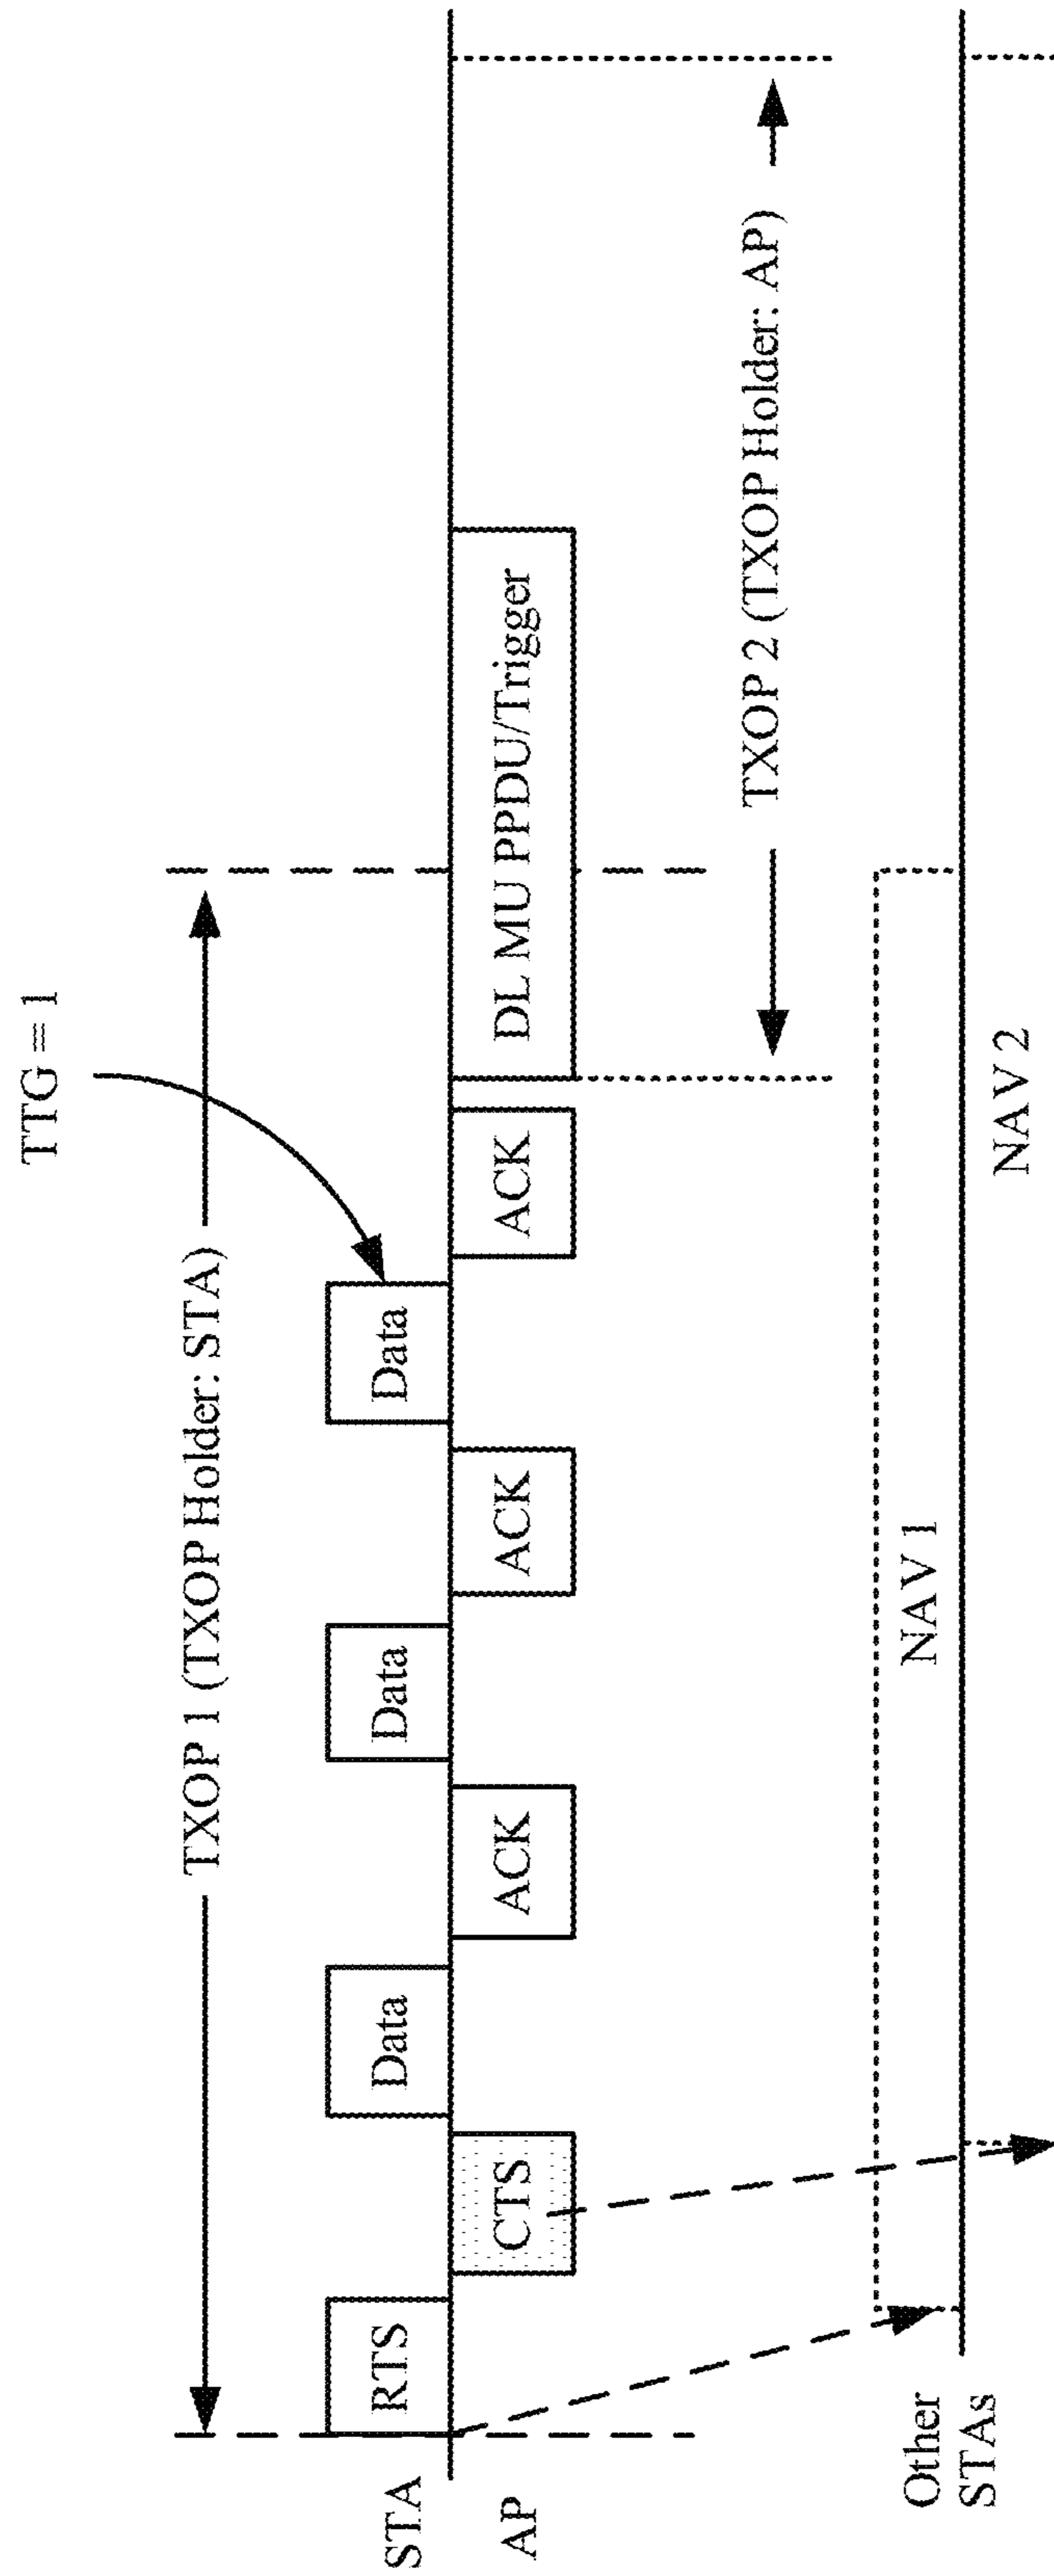 TTG = 1
TXOP 1 (TXOP Holder: STA)
STA
RTS
Data
Data
Data
AP
CTS
ACK
ACK
ACK
DL MU PPDU/Trigger
TXOP 2 (TXOP Holder: AP)
Other
STAs
NAV 1
NAV 2